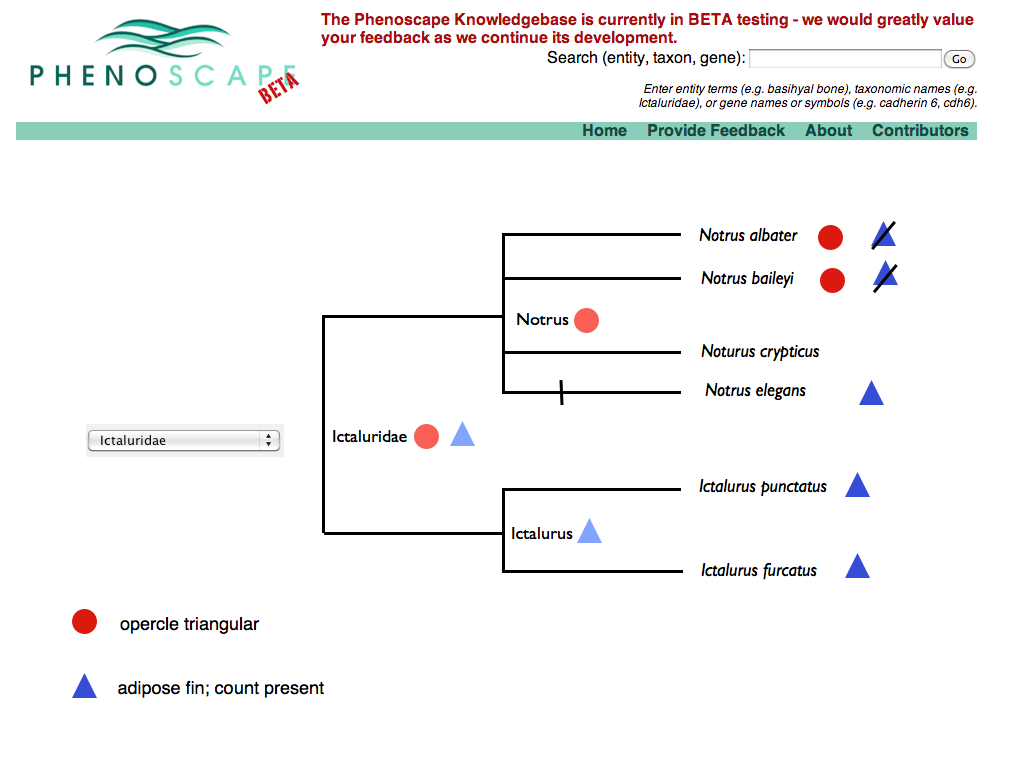 The Phenoscape Knowledgebase is currently in BETA testing - we would greatly value
your feedback as we continue its development.
PHENOSCAPE
BETA
Search (entity, taxon, gene):
Go
Enter entity terms (e.g. basihyal bone), taxonomic names (e.g.
Ictaluridae), or gene names or symbols (e.g. cadherin 6, cdh6).
Home Provide Feedback About Contributors
Notrus albater
Notrus baileyi
Notrus
Noturus crypticus
Notrus elegans
Ictaluridae
Ictaluridae
Ictalurus punctatus
Ictalurus
Ictalurus furcatus
opercle triangular
adipose fin; count present